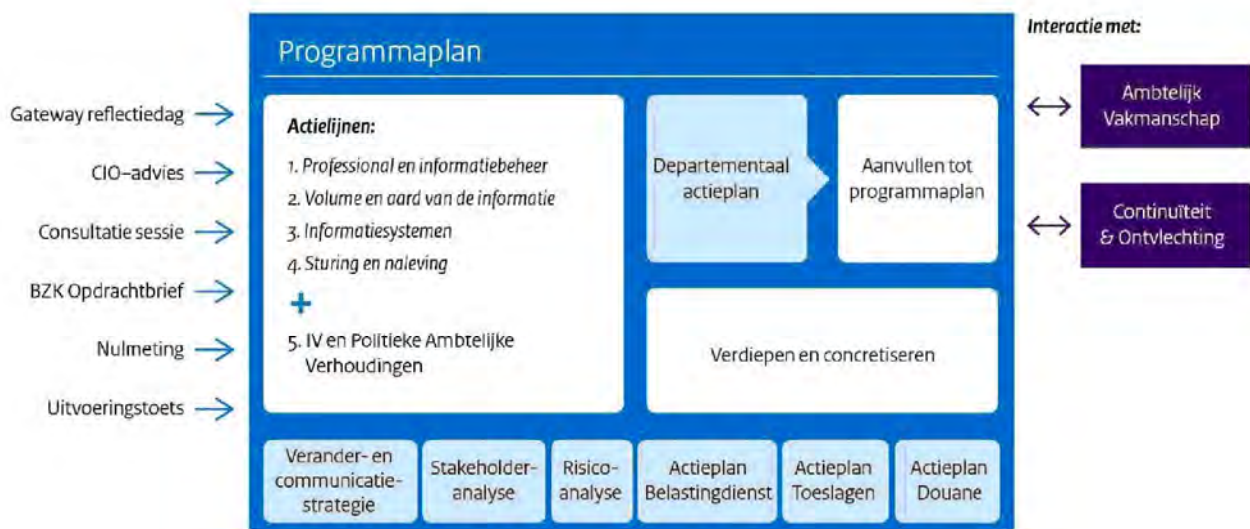 Programmaplan
Interactie met:
Gateway reflectiedag
CIO-advies
Consultatie sessie
BZK Opdrachtbrief
Nulmeting
Uitvoeringstoets
Actielijnen:
1. Professional en informatiebeheer
2. Volume en aard van de informatie
3. Informatiesystemen
4. Sturing en naleving
+
5. IV en Politieke Ambtelijke
Verhoudingen
Departementaal
actieplan
Aanvullen tot
programmaplan
Verdiepen en concretiseren
Ambtelijk
Vakmanschap
Continuïteit
& Ontvlechting
Verander- en
communicatie-
strategie
Stakeholder-
analyse
Risico-
analyse
Actieplan
Belastingdienst
Actieplan
Toeslagen
Actieplan
Douane